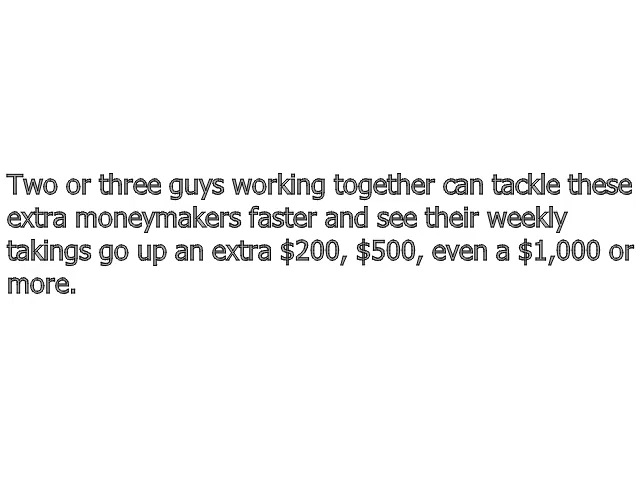 Two or three guys working together can tackle these
extra moneymakers faster and see their weekly
takings go up an extra $200, $500, even a $1,000 or
more.